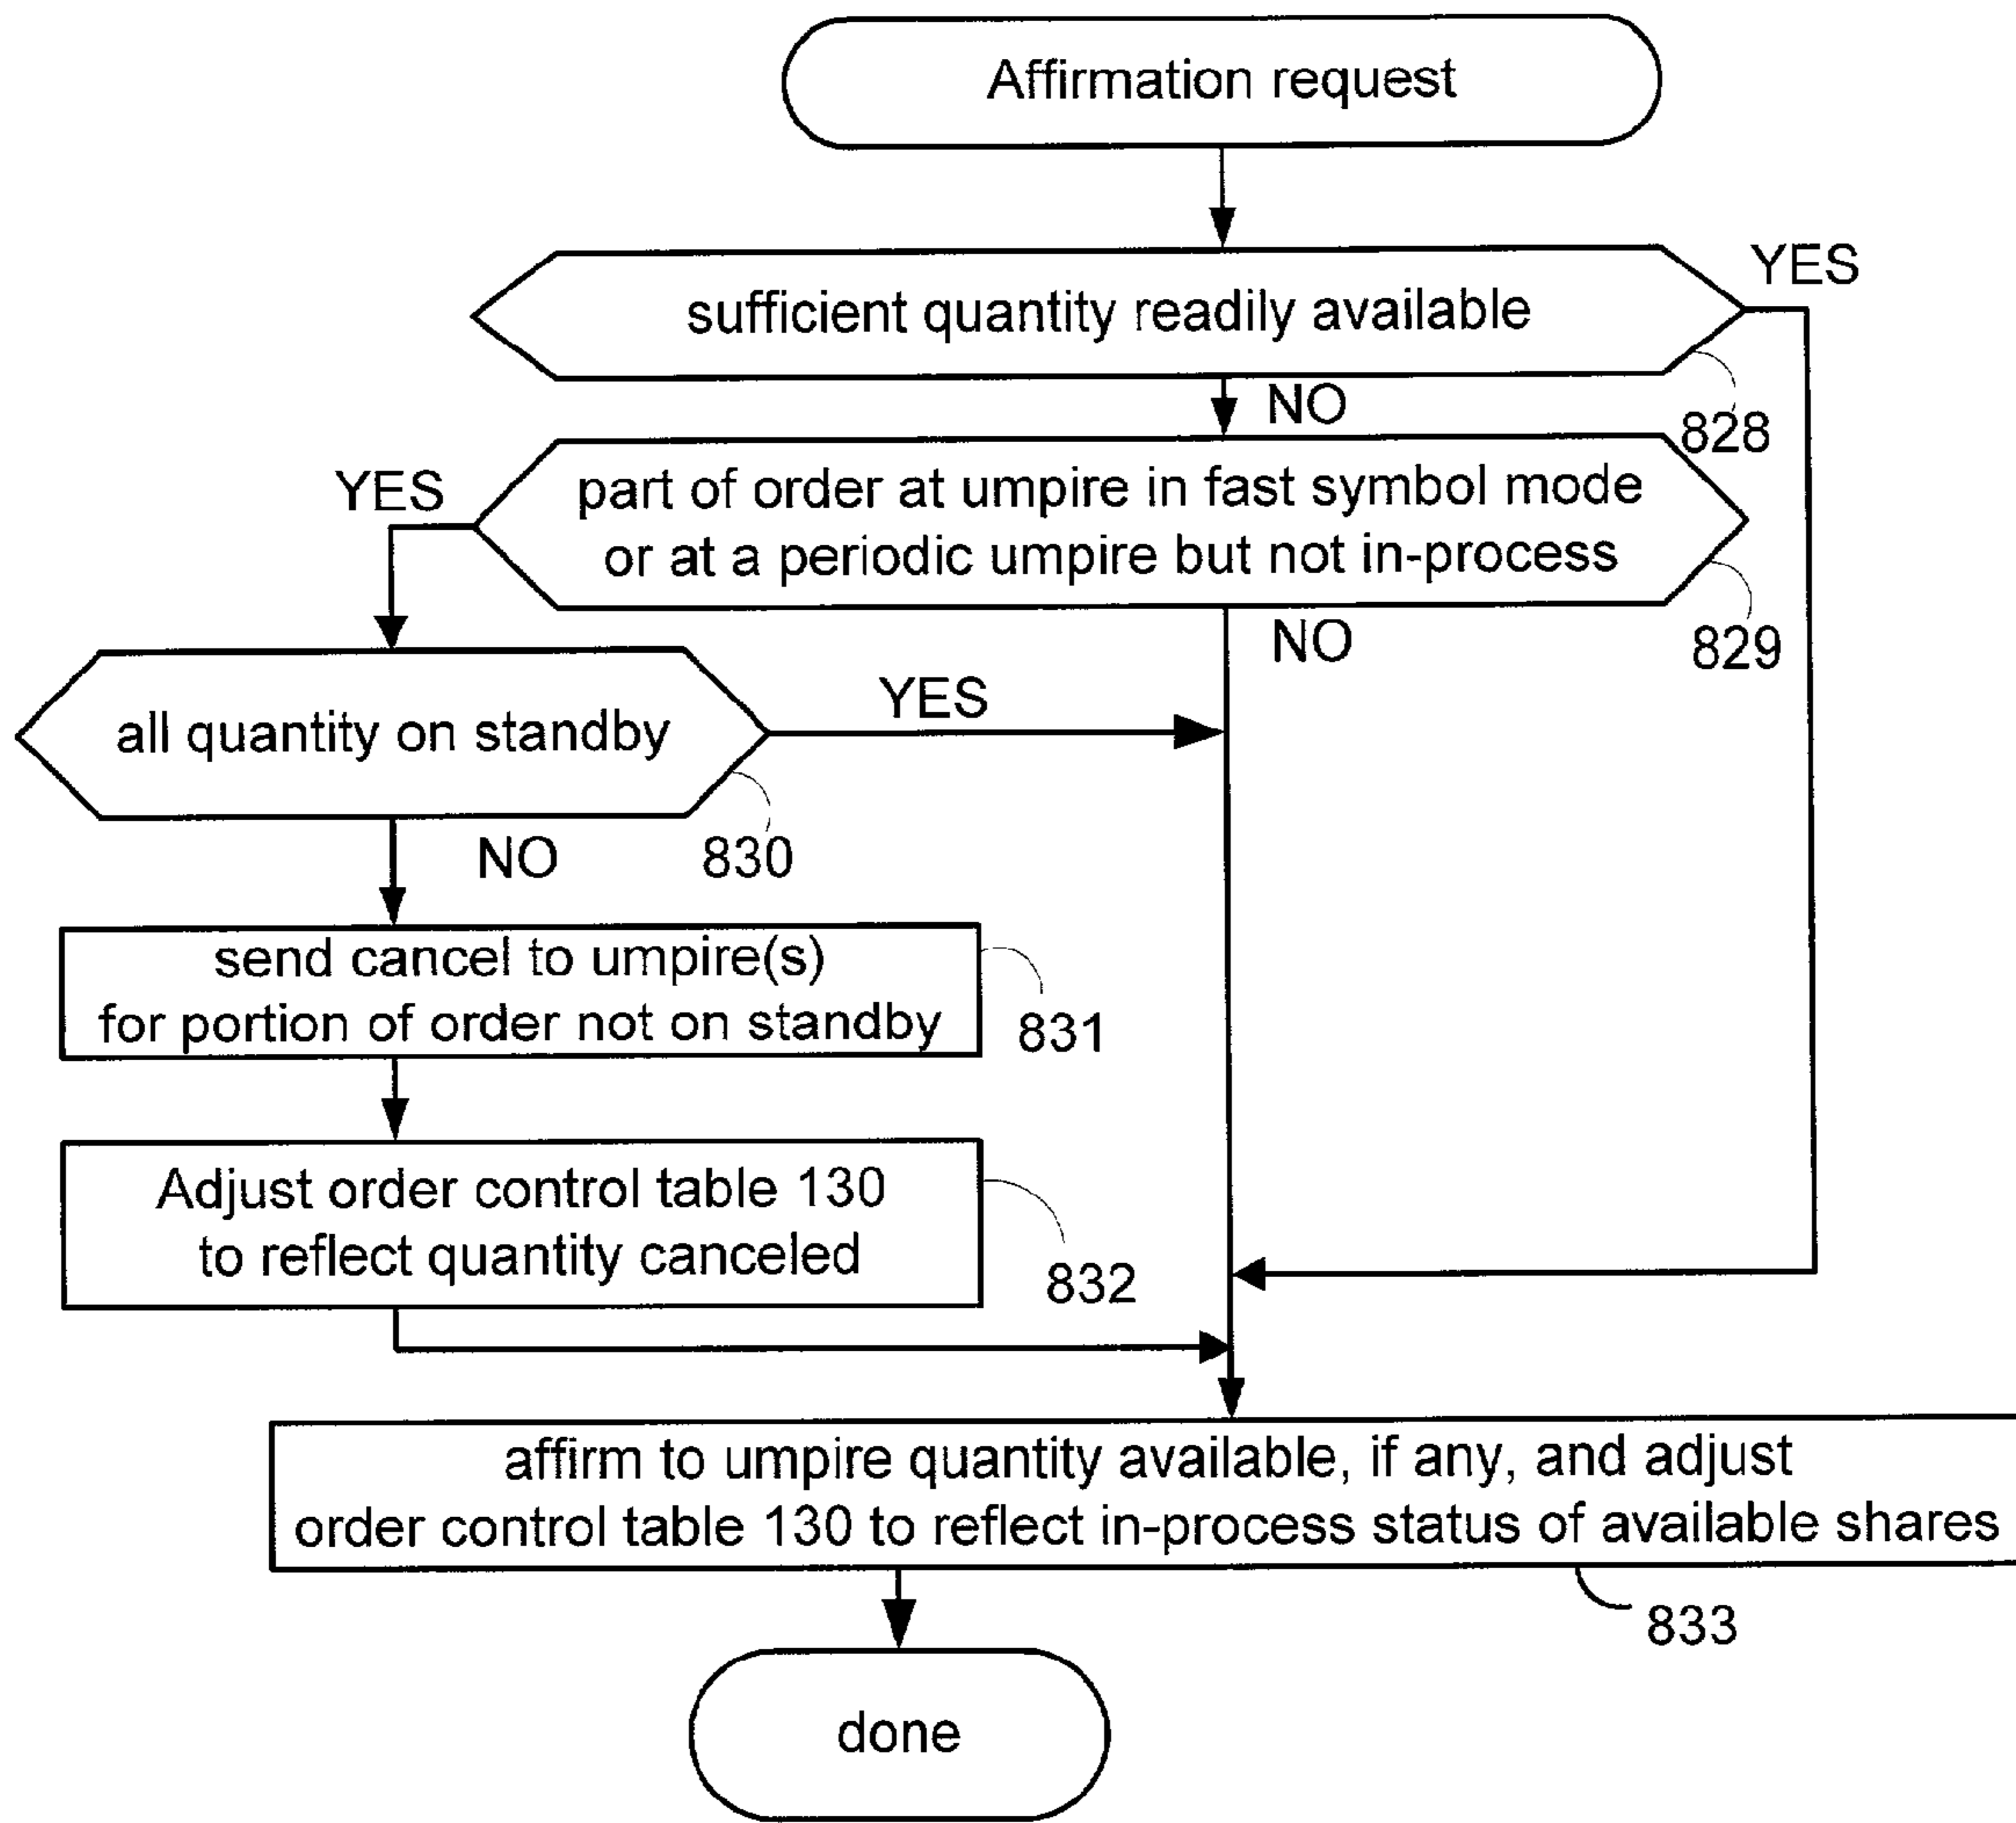 Affirmation request
YES
sufficient quantity readily available
NO
828
YES
part of order at umpire in fast symbol mode
or at a periodic umpire but not in-process
NO
829
YES
all quantity on standby
NO
830
send cancel to umpire(s)
for portion of order not on standby
831
Adjust order control table 130
to reflect quantity canceled
832
affirm to umpire quantity available, if any, and adjust
order control table 130 to reflect in-process status of available shares
833
done